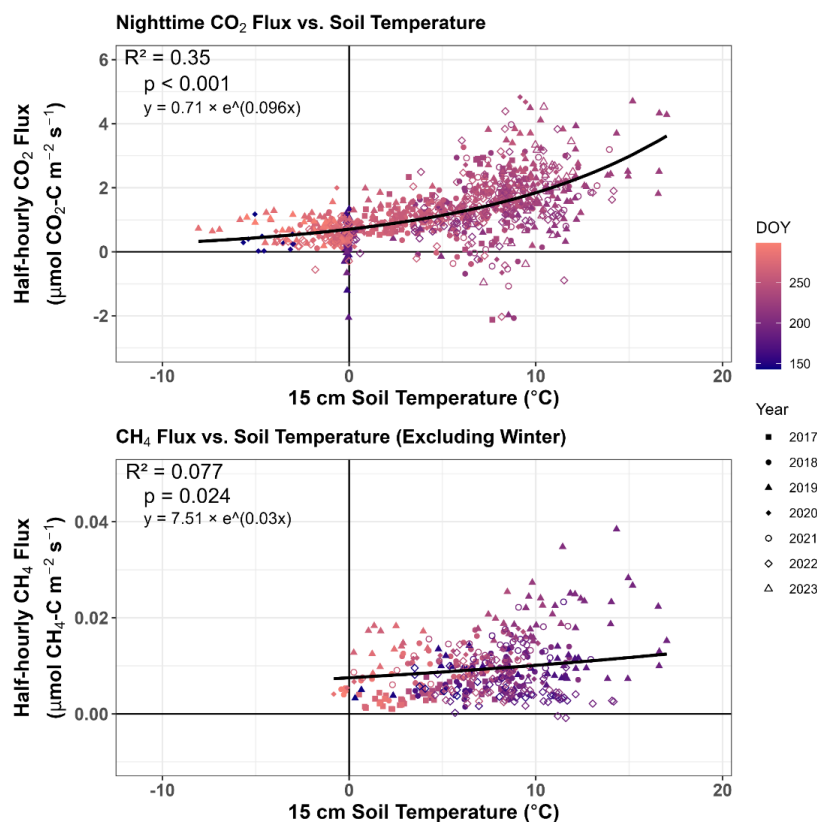 Nighttime CO₂ Flux vs. Soil Temperature
R² = 0.35
p < 0.001
y = 0.71 × e^(0.096x)
Half-hourly CO₂ Flux
(μmol CO₂-C m⁻² s⁻¹)
6
4
2
0
-2
-10
0
10
20
15 cm Soil Temperature (°C)
CH₄ Flux vs. Soil Temperature (Excluding Winter)
R² = 0.077
p = 0.024
y = 7.51 × e^(0.03x)
Half-hourly CH₄ Flux
(μmol CH₄-C m⁻² s⁻¹)
0.04
0.02
0.00
-10
0
10
20
15 cm Soil Temperature (°C)
DOY
250
200
150
Year
2017
2018
2019
2020
2021
2022
2023